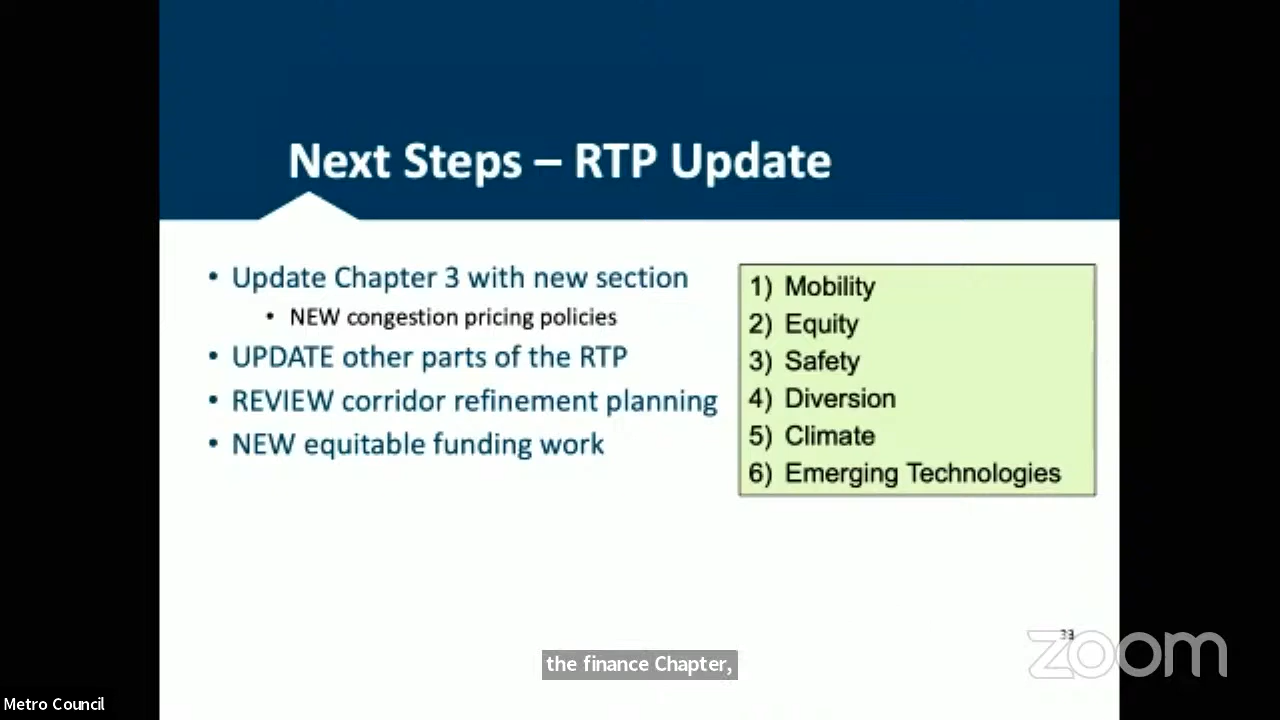 Next Steps – RTP Update
• Update Chapter 3 with new section
• NEW congestion pricing policies
• UPDATE other parts of the RTP
• REVIEW corridor refinement planning
• NEW equitable funding work
1) Mobility
2) Equity
3) Safety
4) Diversion
5) Climate
6) Emerging Technologies
33
zoom
the finance Chapter,
Metro Council